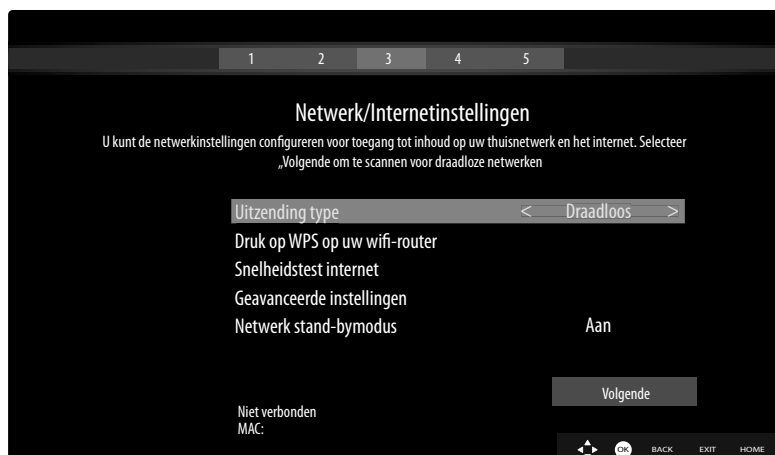 1 2 3 4 5
Netwerk/Internetinstellingen
U kunt de netwerkinstellingen configureren voor toegang tot inhoud op uw thuisnetwerk en het internet. Selecteer
„Volgende om te scannen voor draadloze netwerken
Uitzending type < Draadloos >
Druk op WPS op uw wifi-router
Snelheidstest internet
Geavanceerde instellingen
Netwerk stand-bymodus Aan
Volgende
Niet verbonden
MAC:
OK BACK EXIT HOME